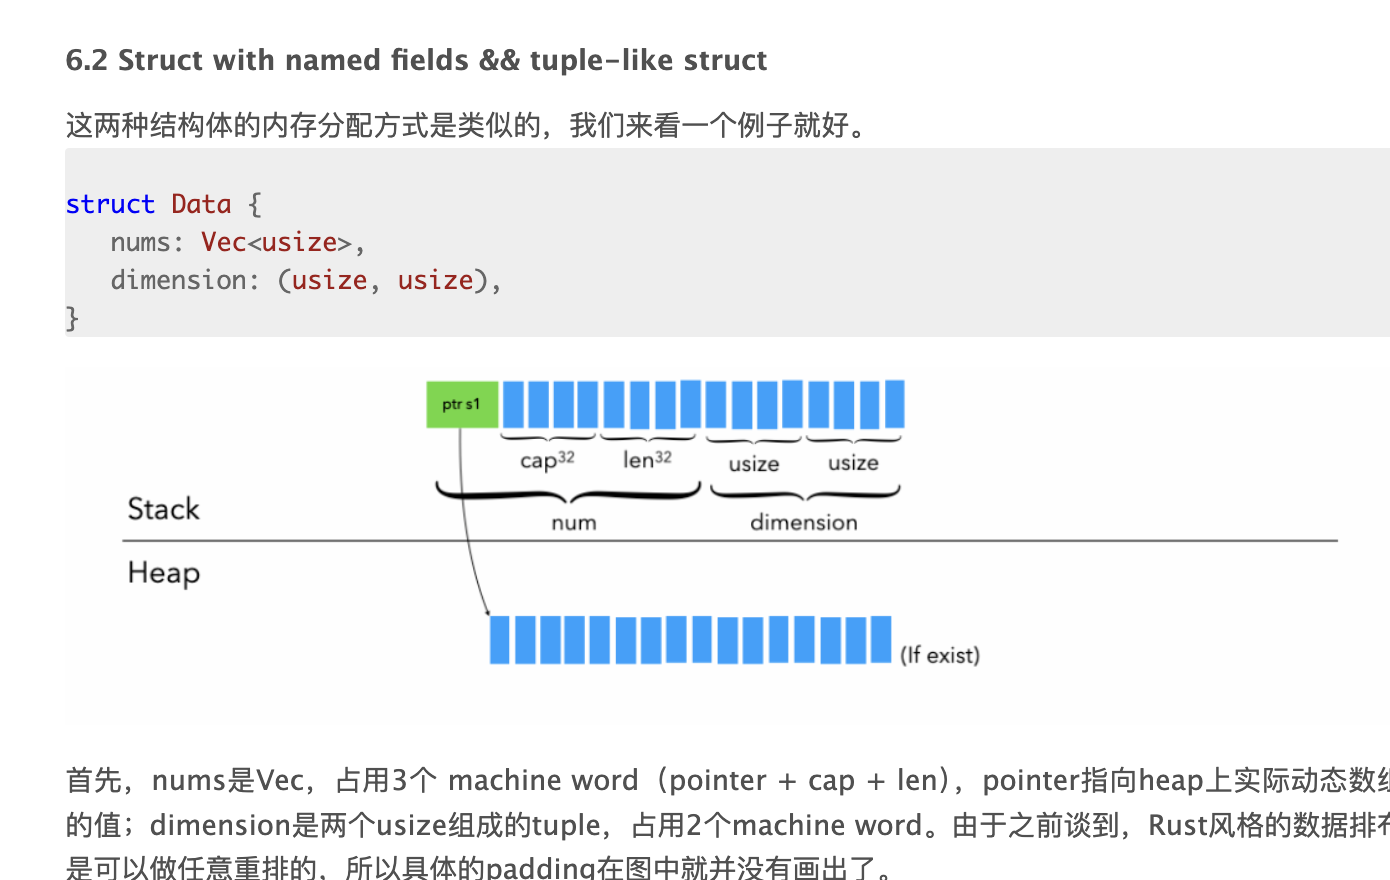 6.2 Struct with named fields && tuple-like struct
这两种结构体的内存分配方式是类似的，我们来看一个例子就好。
struct Data {
nums: Vec<usize>,
dimension: (usize, usize),
}
ptr s1
cap32 len32 usize usize
Stack
num dimension
Heap
(If exist)
首先，nums是Vec，占用3个 machine word（pointer + cap + len），pointer指向heap上实际动态数组
的值；dimension是两个usize组成的tuple，占用2个machine word。由于之前谈到，Rust风格的数据排布
是可以做任意重排的，所以具体的padding在图中就并没有画出了。